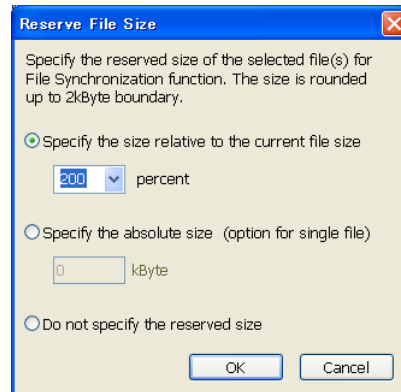 Reserve File Size
Specify the reserved size of the selected file(s) for
File Synchronization function. The size is rounded
up to 2kByte boundary.
Specify the size relative to the current file size
200 percent
Specify the absolute size (option for single file)
0 kByte
Do not specify the reserved size
OK Cancel